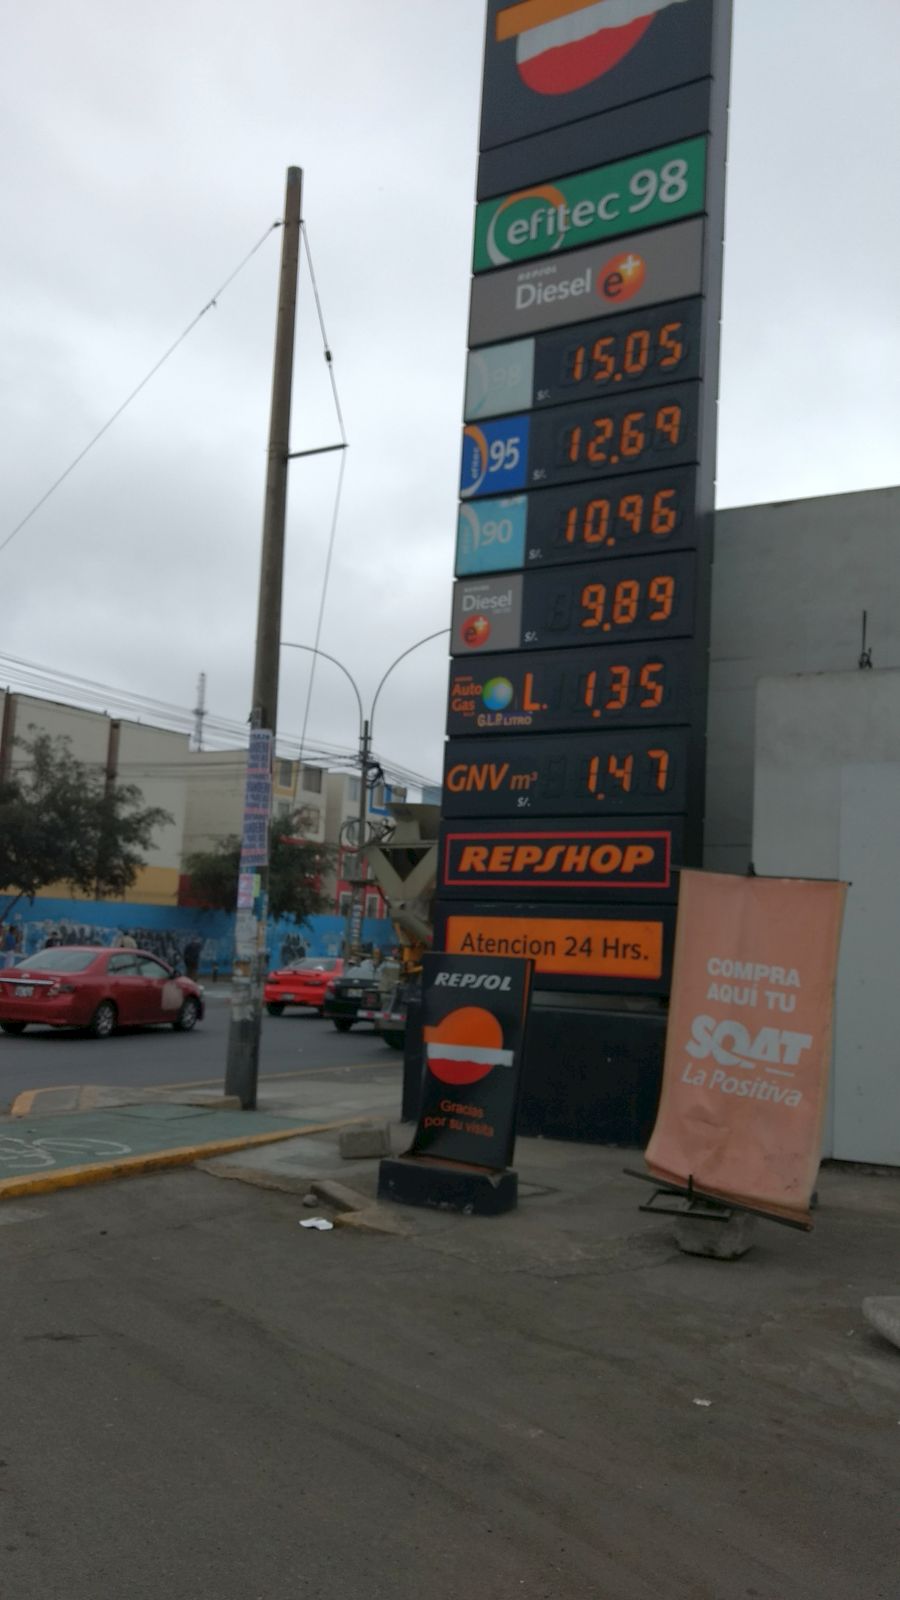 efitec 98
REPSOL
Diesel e+
98 S/. 15.05
efitec 95 S/. 12.69
90 S/. 10.96
Diesel e+ S/. 9.89
Auto Gas L. 1.35
G.L.P LITRO
GNV m³ S/. 1.47
REPSHOP
Atencion 24 Hrs.
REPSOL
Gracias
por su visita
COMPRA
AQUÍ TU
SOAT
La Positiva